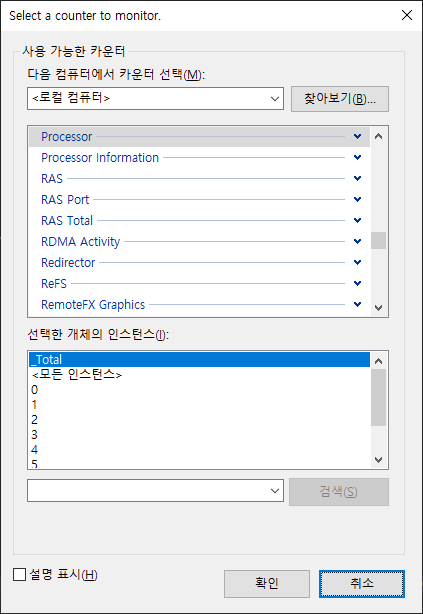 Select a counter to monitor.
사용 가능한 카운터
다음 컴퓨터에서 카운터 선택(M):
<로컬 컴퓨터>
찾아보기(B)...
Processor
Processor Information
RAS
RAS Port
RAS Total
RDMA Activity
Redirector
ReFS
RemoteFX Graphics
선택한 개체의 인스턴스(I):
_Total
<모든 인스턴스>
0
1
2
3
4
5
검색(S)
설명 표시(H)
확인
취소